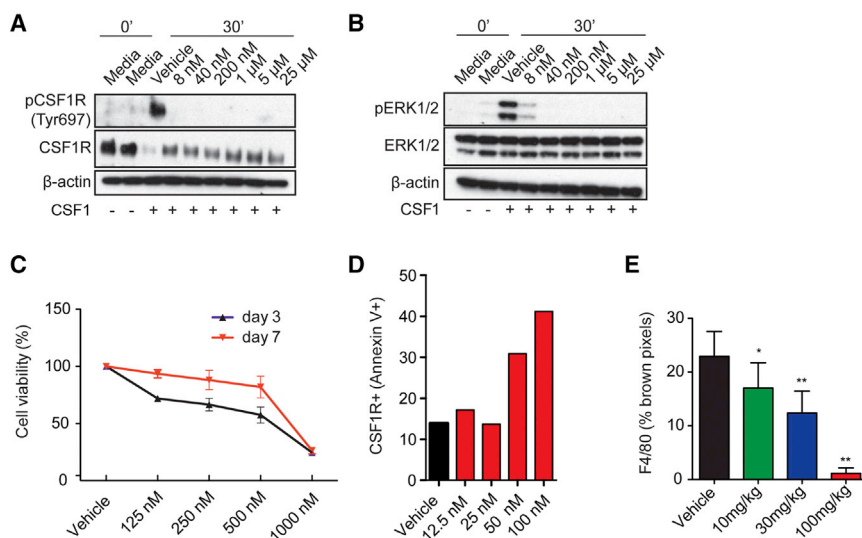 A
0'
30'
Media
Media
Vehicle
8 nM
40 nM
200 nM
1 µM
5 µM
25 µM
pCSF1R
(Tyr697)
CSF1R
β-actin
CSF1
- - + + + + + + +
B
0'
30'
Media
Media
Vehicle
8 nM
40 nM
200 nM
1 µM
5 µM
25 µM
pERK1/2
ERK1/2
β-actin
CSF1
- - + + + + + + +
C
Cell viability (%)
150
100
50
0
day 3
day 7
Vehicle
125 nM
250 nM
500 nM
1000 nM
D
CSF1R+ (Annexin V+)
50
40
30
20
10
0
Vehicle
12.5 nM
25 nM
50 nM
100 nM
E
F4/80 (% brown pixels)
30
20
10
0
*
**
**
Vehicle
10mg/kg
30mg/kg
100mg/kg